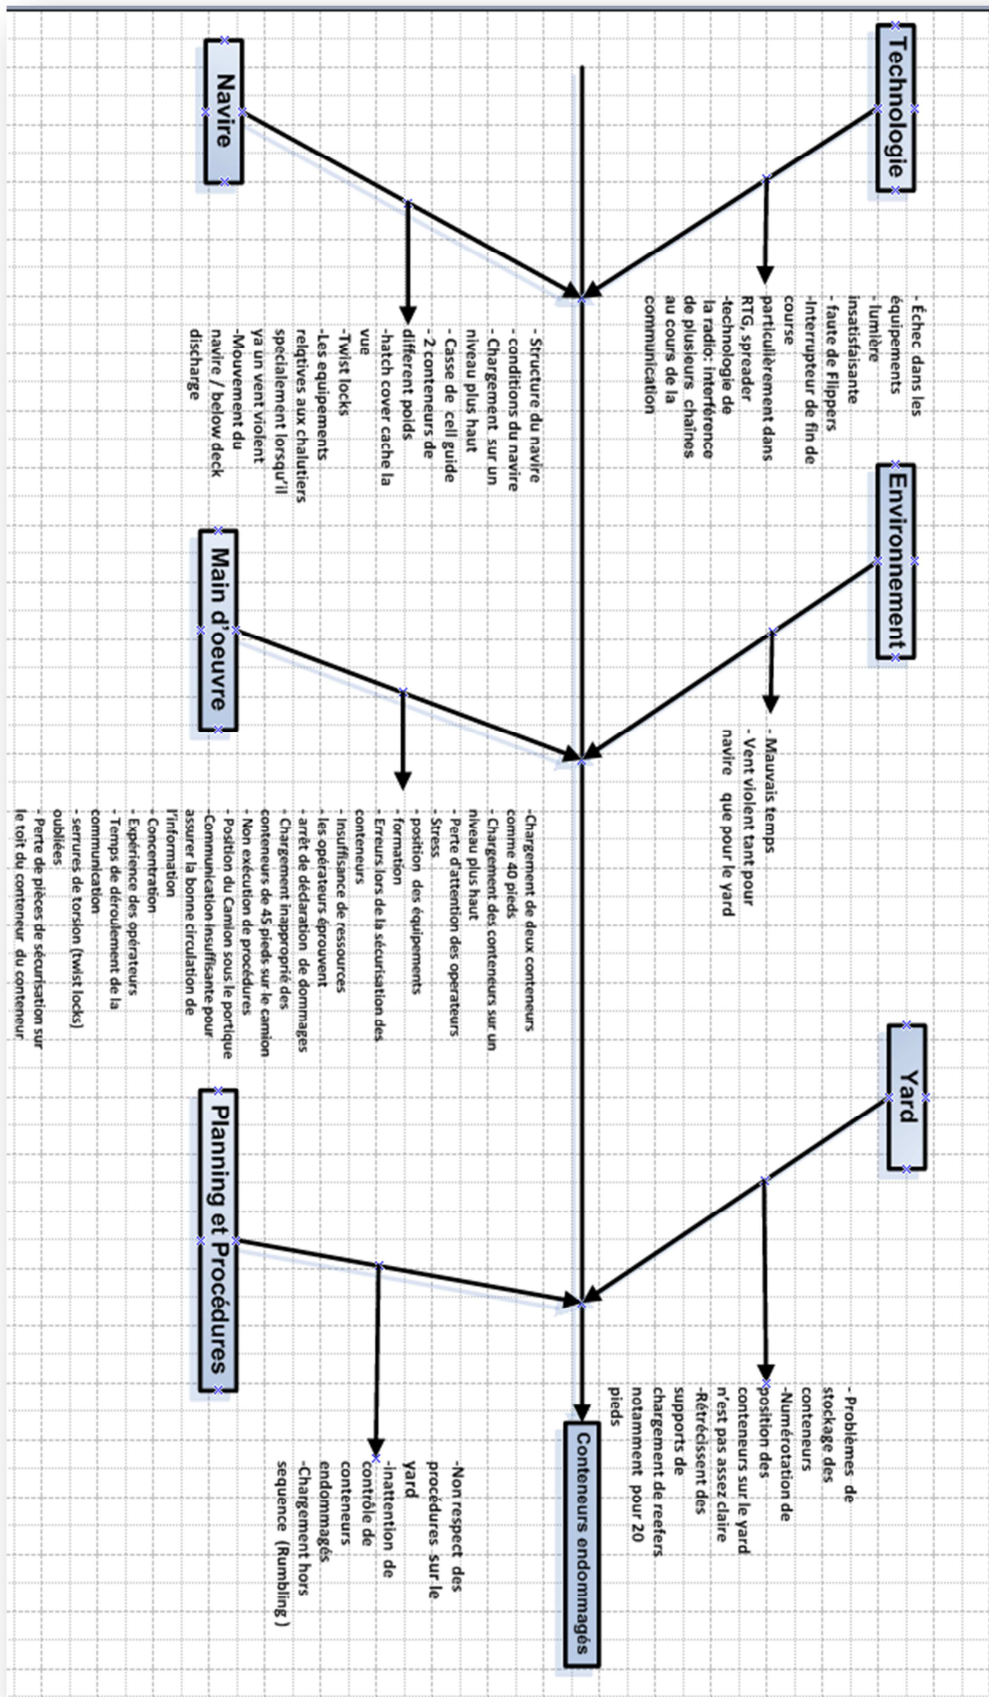 Technologie
- Échec dans les
équipements
- lumière
insatisfaisante
- faute de Flippers
-Interrupteur de fin de
course
particulièrement dans
RTG, spreader
-technologie de
la radio: interférence
de plusieurs chaînes
au cours de la
communication
Environnement
- Mauvais temps
- Vent violent tant pour
navire que pour le yard
Yard
- Problèmes de
stockage des
conteneurs
-Numérotation de
position des
conteneurs sur le yard
n'est pas assez claire
-Rétrécissent des
supports de
chargement de reefers
notamment pour 20
pieds
Conteneurs endommagés
Navire
- Structure du navire
- conditions du navire
- Chargement sur un
niveau plus haut
- Casse de cell guide
- 2 conteneurs de
different poids
-hatch cover cache la
vue
-Twist locks
-Les equipements
relqtives aux chalutiers
specialement lorsqu'il
ya un vent violent
-Mouvement du
navire / below deck
discharge
Main d'oeuvre
-Chargement de deux conteneurs
comme 40 pieds
- Chargement des conteneurs sur un
niveau plus haut
- Perte d'attention des operateurs
- Stress
- position des équipements
- formation
- Erreurs lors de la sécurisation des
conteneurs
- Insuffisance de ressources
- les opérateurs éprouvent
- arrêt de déclaration de dommages
- Chargement inapproprié des
conteneurs de 45 pieds sur le camion
- Non exécution de procédures
- Position du Camion sous le portique
-Communication insuffisante pour
assurer la bonne circulation de
l'information
- Concentration
- Expérience des opérateurs
- Temps de déroulement de la
communication
- serrures de torsion (twist locks)
oubliées
- Perte de pièces de sécurisation sur
le toit du conteneur du conteneur
Planning et Procédures
-Non respect des
procédures sur le
yard
-Inattention de
contrôle de
conteneurs
endommagés
-Chargement hors
sequence (Rumbling )